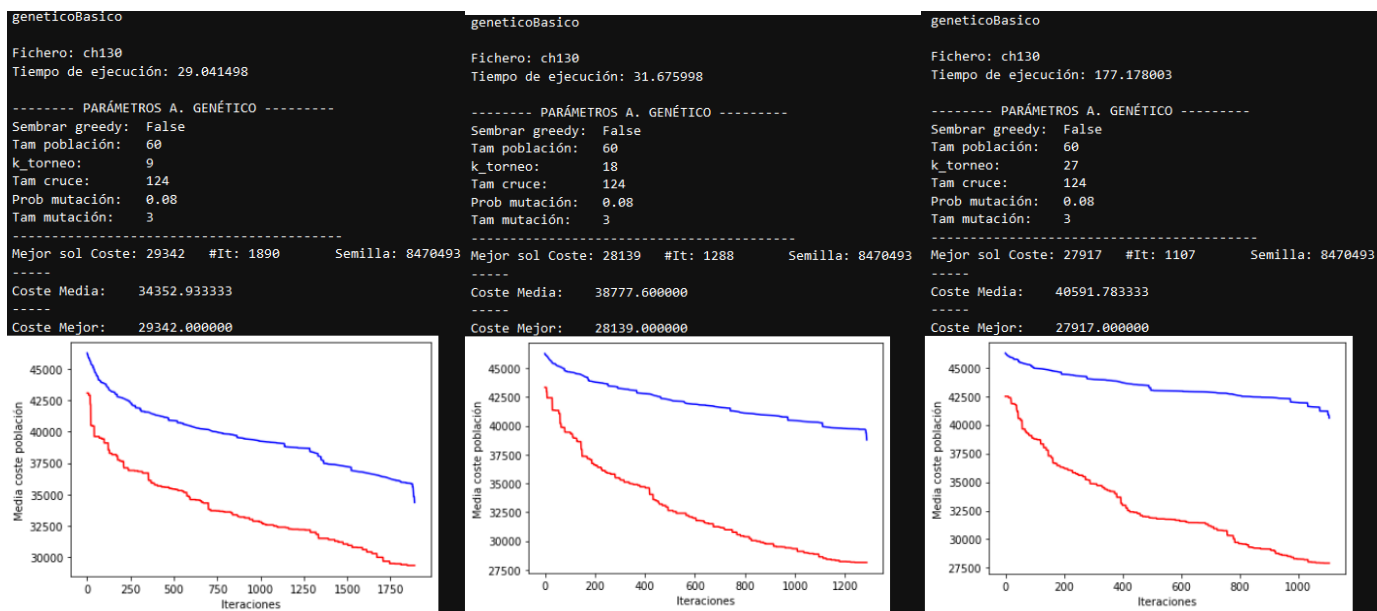 geneticoBasico
Fichero: ch130
Tiempo de ejecución: 29.041498
-------- PARÁMETROS A. GENÉTICO ---------
Sembrar greedy:  False
Tam población:   60
k_torneo:        9
Tam cruce:       124
Prob mutación:   0.08
Tam mutación:    3
-----------------------------------------
Mejor sol Coste: 29342   #It: 1890      Semilla: 8470493
-----
Coste Media:    34352.933333
-----
Coste Mejor:    29342.000000
45000
42500
40000
37500
35000
32500
30000
Media coste población
0 250 500 750 1000 1250 1500 1750
Iteraciones
geneticoBasico
Fichero: ch130
Tiempo de ejecución: 31.675998
-------- PARÁMETROS A. GENÉTICO ---------
Sembrar greedy:  False
Tam población:   60
k_torneo:        18
Tam cruce:       124
Prob mutación:   0.08
Tam mutación:    3
-----------------------------------------
Mejor sol Coste: 28139   #It: 1288      Semilla: 8470493
-----
Coste Media:    38777.600000
-----
Coste Mejor:    28139.000000
45000
42500
40000
37500
35000
32500
30000
27500
Media coste población
0 200 400 600 800 1000 1200
Iteraciones
geneticoBasico
Fichero: ch130
Tiempo de ejecución: 177.178003
-------- PARÁMETROS A. GENÉTICO ---------
Sembrar greedy:  False
Tam población:   60
k_torneo:        27
Tam cruce:       124
Prob mutación:   0.08
Tam mutación:    3
-----------------------------------------
Mejor sol Coste: 27917   #It: 1107      Semilla: 8470493
-----
Coste Media:    40591.783333
-----
Coste Mejor:    27917.000000
45000
42500
40000
37500
35000
32500
30000
27500
Media coste población
0 200 400 600 800 1000
Iteraciones